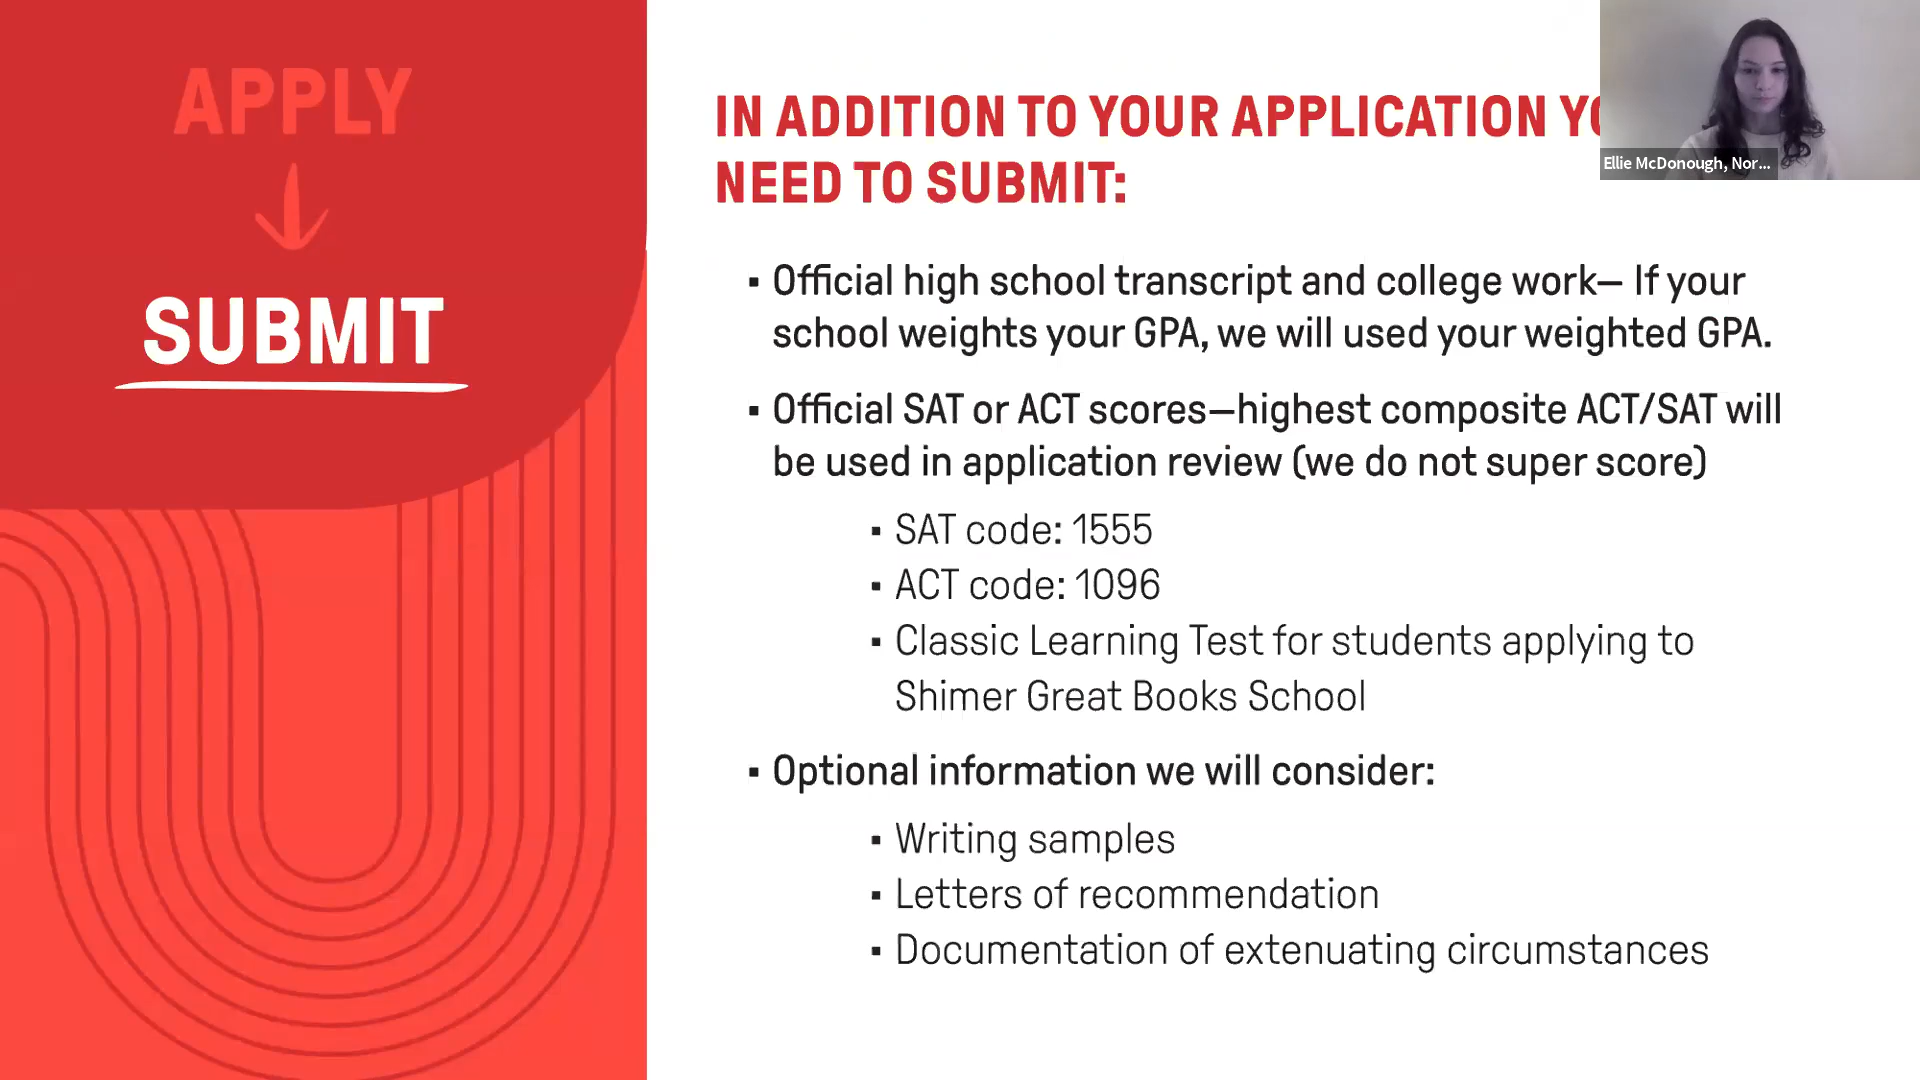 APPLY
SUBMIT
IN ADDITION TO YOUR APPLICATION
NEED TO SUBMIT:
▪ Official high school transcript and college work— If your
school weights your GPA, we will used your weighted GPA.
▪ Official SAT or ACT scores—highest composite ACT/SAT will
be used in application review (we do not super score)
▪ SAT code: 1555
▪ ACT code: 1096
▪ Classic Learning Test for students applying to
Shimer Great Books School
▪ Optional information we will consider:
▪ Writing samples
▪ Letters of recommendation
▪ Documentation of extenuating circumstances
Ellie McDonough, Nor...